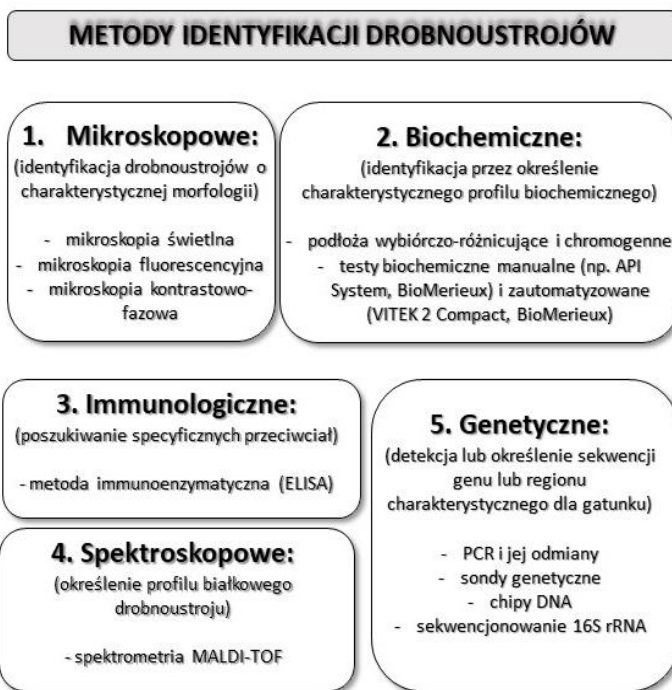 METODY IDENTYFIKACJI DROBNOUSTROJÓW
1. Mikroskopowe:
(identyfikacja drobnoustrojów o
charakterystycznej morfologii)
- mikroskopia świetlna
- mikroskopia fluorescencyjna
- mikroskopia kontrastowo-
fazowa
2. Biochemiczne:
(identyfikacja przez określenie
charakterystycznego profilu biochemicznego)
- podłoża wybiórczo-różnicujące i chromogenne
- testy biochemiczne manualne (np. API
System, BioMerieux) i zautomatyzowane
(VITEK 2 Compact, BioMerieux)
3. Immunologiczne:
(poszukiwanie specyficznych przeciwciał)
- metoda immunoenzymatyczna (ELISA)
4. Spektroskopowe:
(określenie profilu białkowego
drobnoustroju)
- spektrometria MALDI-TOF
5. Genetyczne:
(detekcja lub określenie sekwencji
genu lub regionu
charakterystycznego dla gatunku)
- PCR i jej odmiany
- sondy genetyczne
- chipy DNA
- sekwencjonowanie 16S rRNA